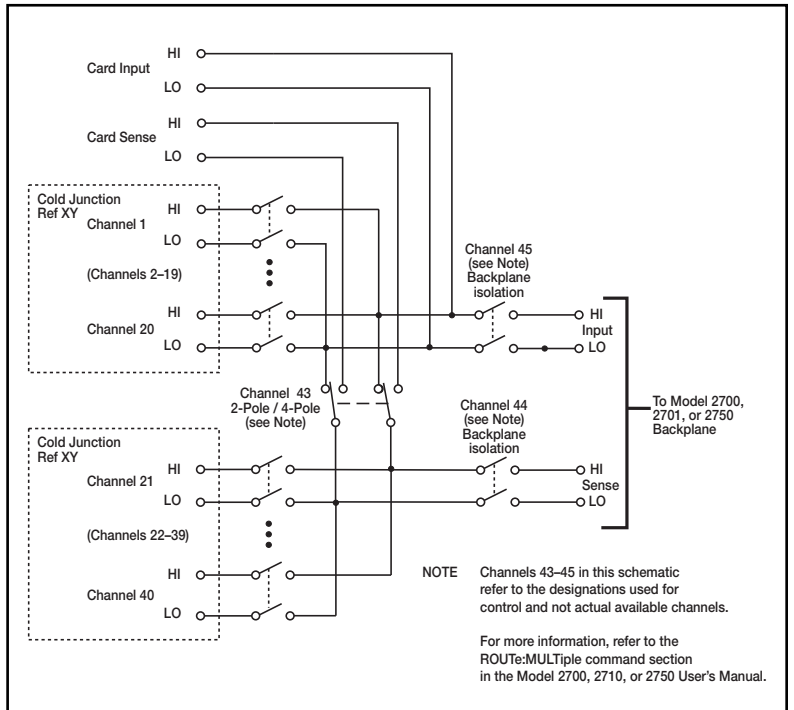 HI
Card Input
LO
HI
Card Sense
LO
Cold Junction
Ref XY
HI
Channel 1
LO
(Channels 2–19)
HI
Channel 20
LO
Channel 45
(see Note)
Backplane
isolation
HI
Input
LO
Channel 43
2-Pole / 4-Pole
(see Note)
Channel 44
(see Note)
Backplane
isolation
To Model 2700,
2701, or 2750
Backplane
Cold Junction
Ref XY
HI
Channel 21
LO
(Channels 22–39)
HI
Channel 40
LO
HI
Sense
LO
NOTE Channels 43–45 in this schematic
refer to the designations used for
control and not actual available channels.
For more information, refer to the
ROUTe:MULTiple command section
in the Model 2700, 2710, or 2750 User's Manual.